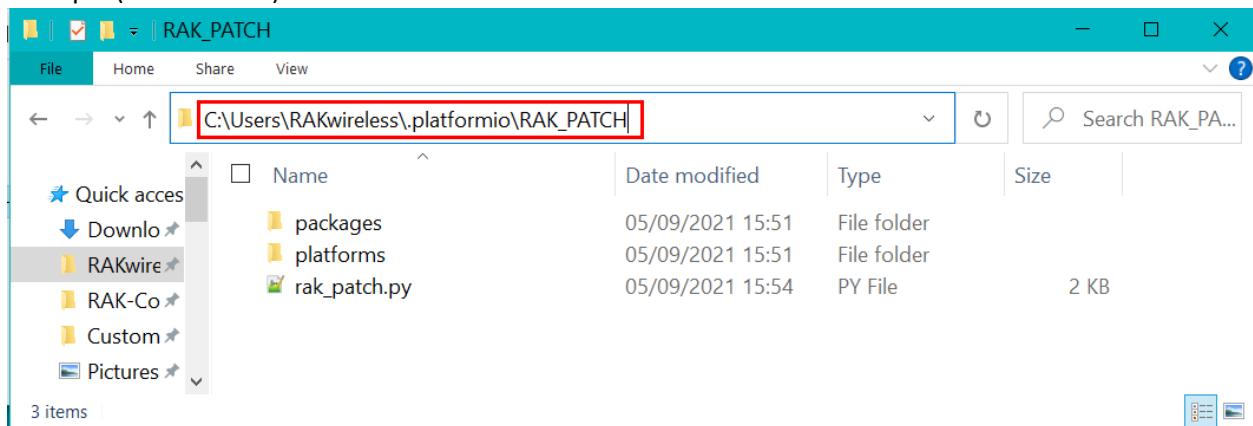 RAK_PATCH
File Home Share View
C:\Users\RAKwireless\.platformio\RAK_PATCH
Sear ch RAK_PA...
Name Date modified Type Size
Quick acces
Downlo
RAKwire
RAK-Co
Custom
Pictures
packages 05/09/2021 15:51 File folder
platforms 05/09/2021 15:51 File folder
rak_patch.py 05/09/2021 15:54 PY File 2 KB
3 items